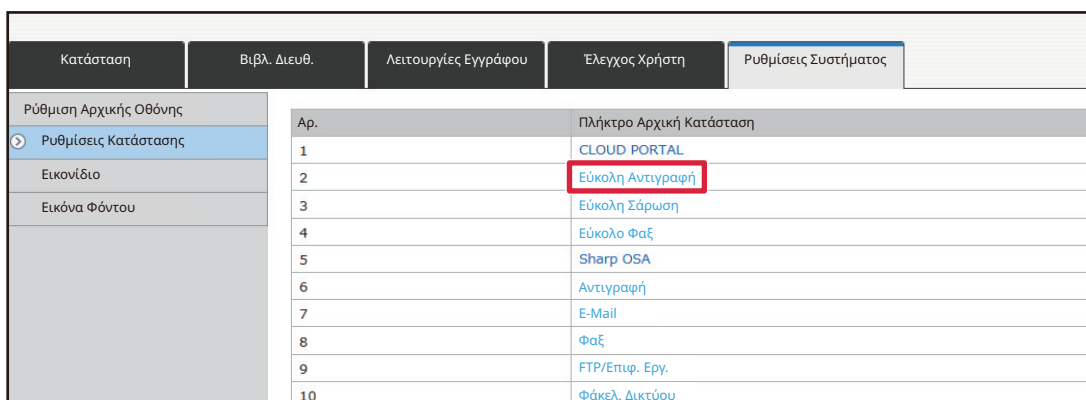 Κατάσταση Βιβλ. Διευθ. Λειτουργίες Εγγράφου Έλεγχος Χρήστη Ρυθμίσεις Συστήματος
Ρύθμιση Αρχικής Οθόνης
Ρυθμίσεις Κατάστασης
Εικονίδιο
Εικόνα Φόντου
Αρ. Πλήκτρο Αρχική Κατάσταση
1 CLOUD PORTAL
2 Εύκολη Αντιγραφή
3 Εύκολη Σάρωση
4 Εύκολο Φαξ
5 Sharp OSA
6 Αντιγραφή
7 E-Mail
8 Φαξ
9 FTP/Επιφ. Εργ.
10 Φάκελ. Δικτύου